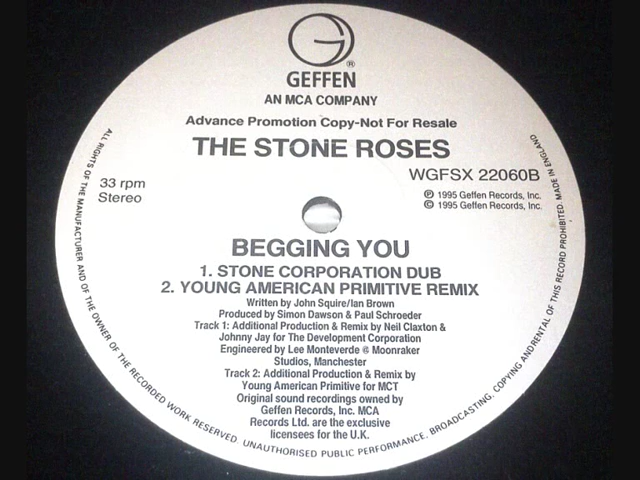 G®
GEFFEN
AN MCA COMPANY
Advance Promotion Copy-Not For Resale
THE STONE ROSES
33 rpm
Stereo
WGFSX 22060B
℗ 1995 Geffen Records, Inc.
© 1995 Geffen Records, Inc.
BEGGING YOU
1. STONE CORPORATION DUB
2. YOUNG AMERICAN PRIMITIVE REMIX
Written by John Squire/Ian Brown
Produced by Simon Dawson & Paul Schroeder
Track 1: Additional Production & Remix by Neil Claxton &
Johnny Jay for The Development Corporation
Engineered by Lee Monteverde @ Moonraker
Studios, Manchester
Track 2: Additional Production & Remix by
Young American Primitive for MCT
Original sound recordings owned by
Geffen Records, Inc. MCA
Records Ltd. are the exclusive
licensees for the U.K.
ALL RIGHTS OF THE MANUFACTURER AND OF THE OWNER OF THE RECORDED WORK RESERVED. UNAUTHORISED PUBLIC PERFORMANCE, BROADCASTING, COPYING ANDRENTAL OF THIS RECORD PROHIBITED. MADE IN ENGLAND